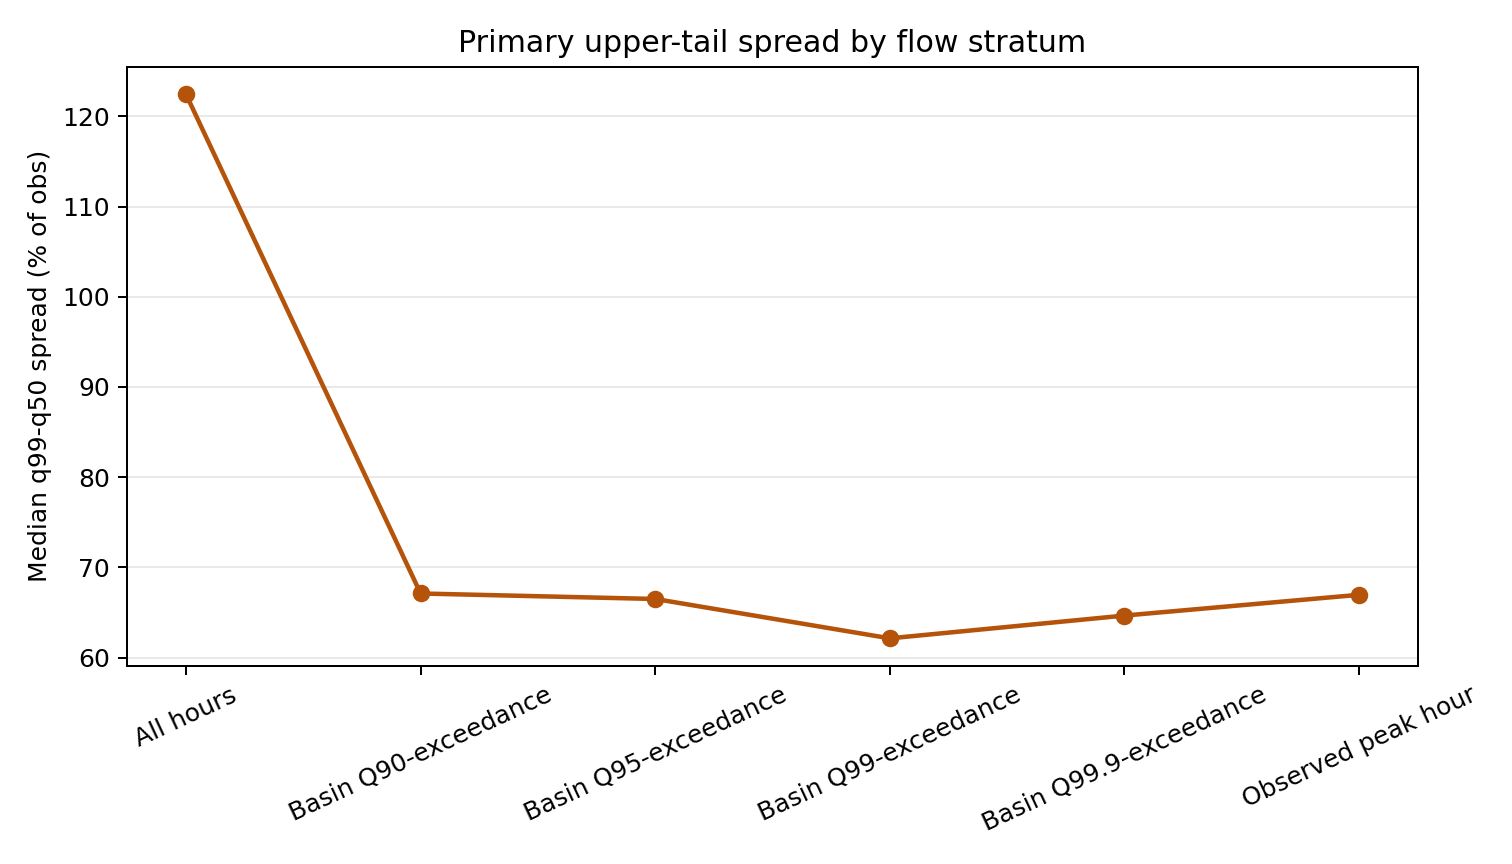 Primary upper-tail spread by flow stratum
Median q99-q50 spread (% of obs)
120
110
100
90
80
70
60
All hours
Basin Q90-exceedance
Basin Q95-exceedance
Basin Q99-exceedance
Basin Q99.9-exceedance
Observed peak hour